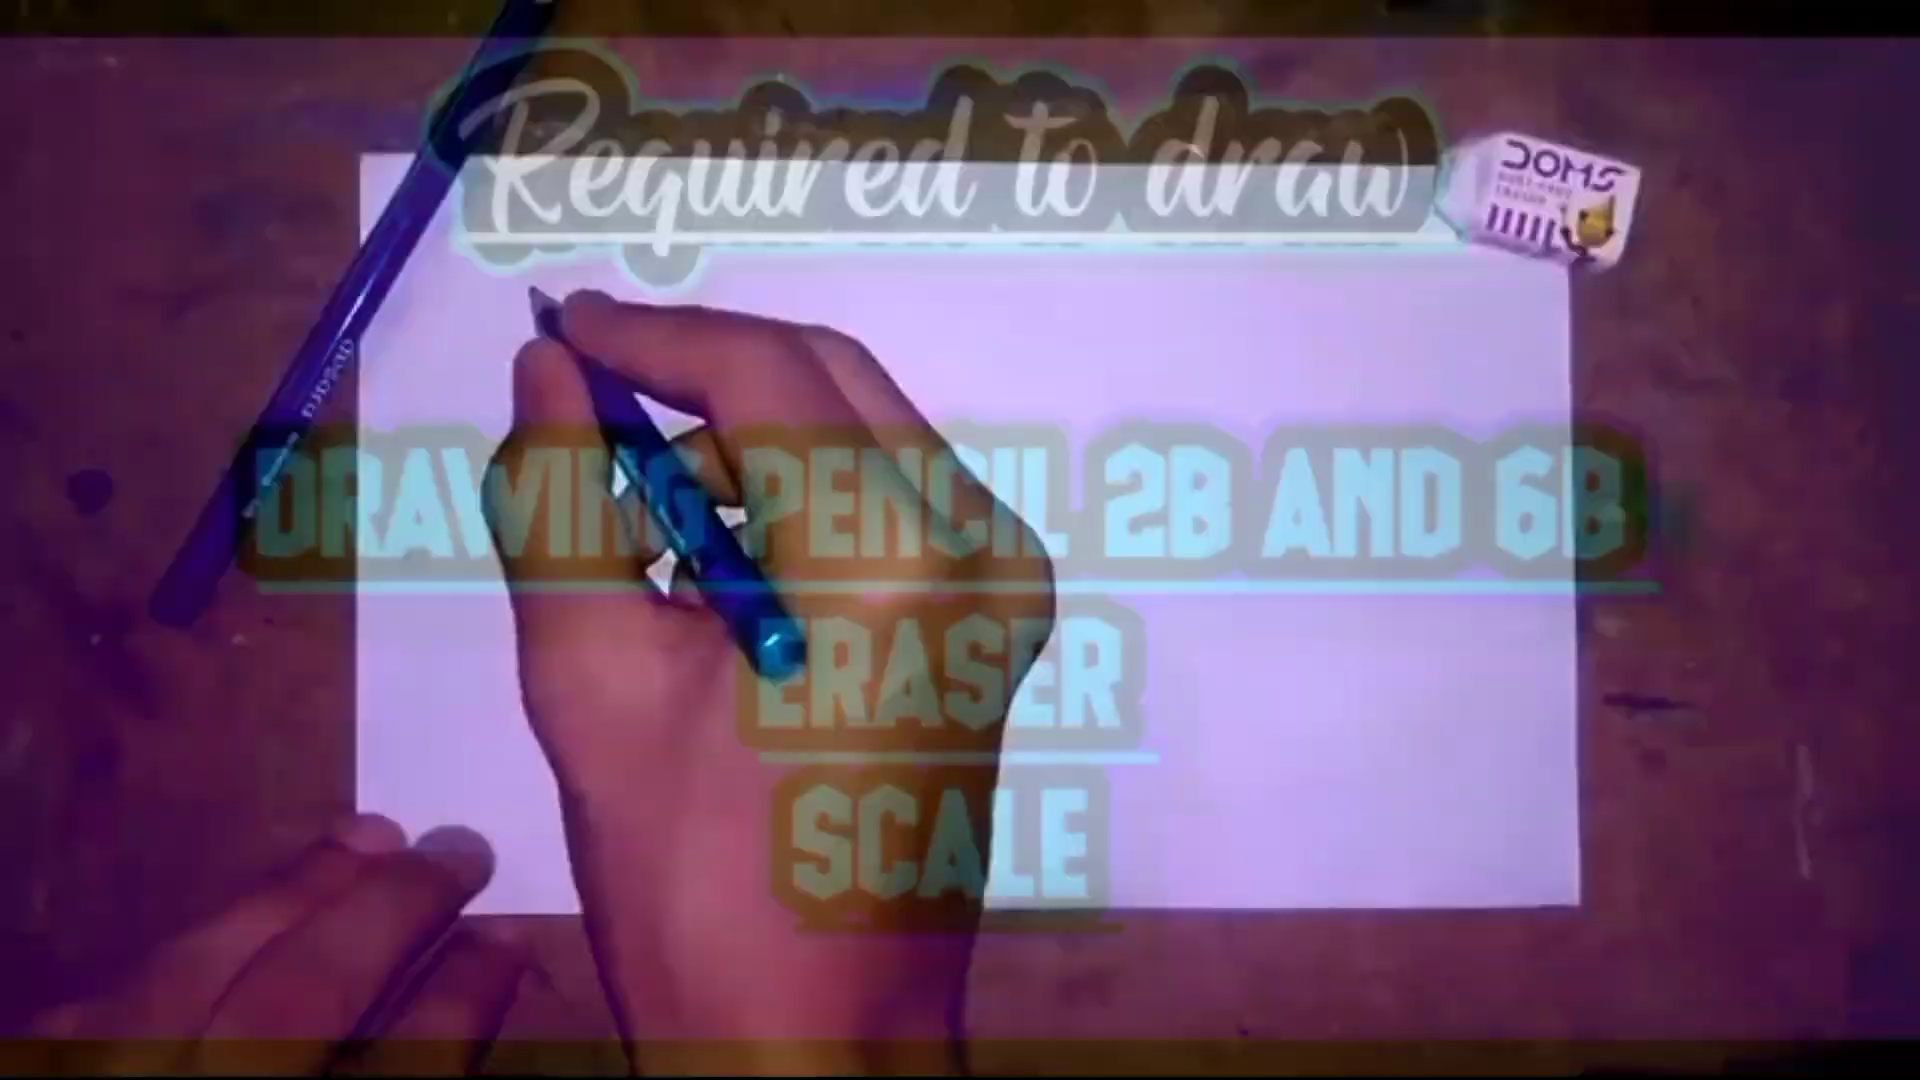 Required to draw
DOMS
DRAWING PENCIL 2B AND 6B
ERASER
SCALE